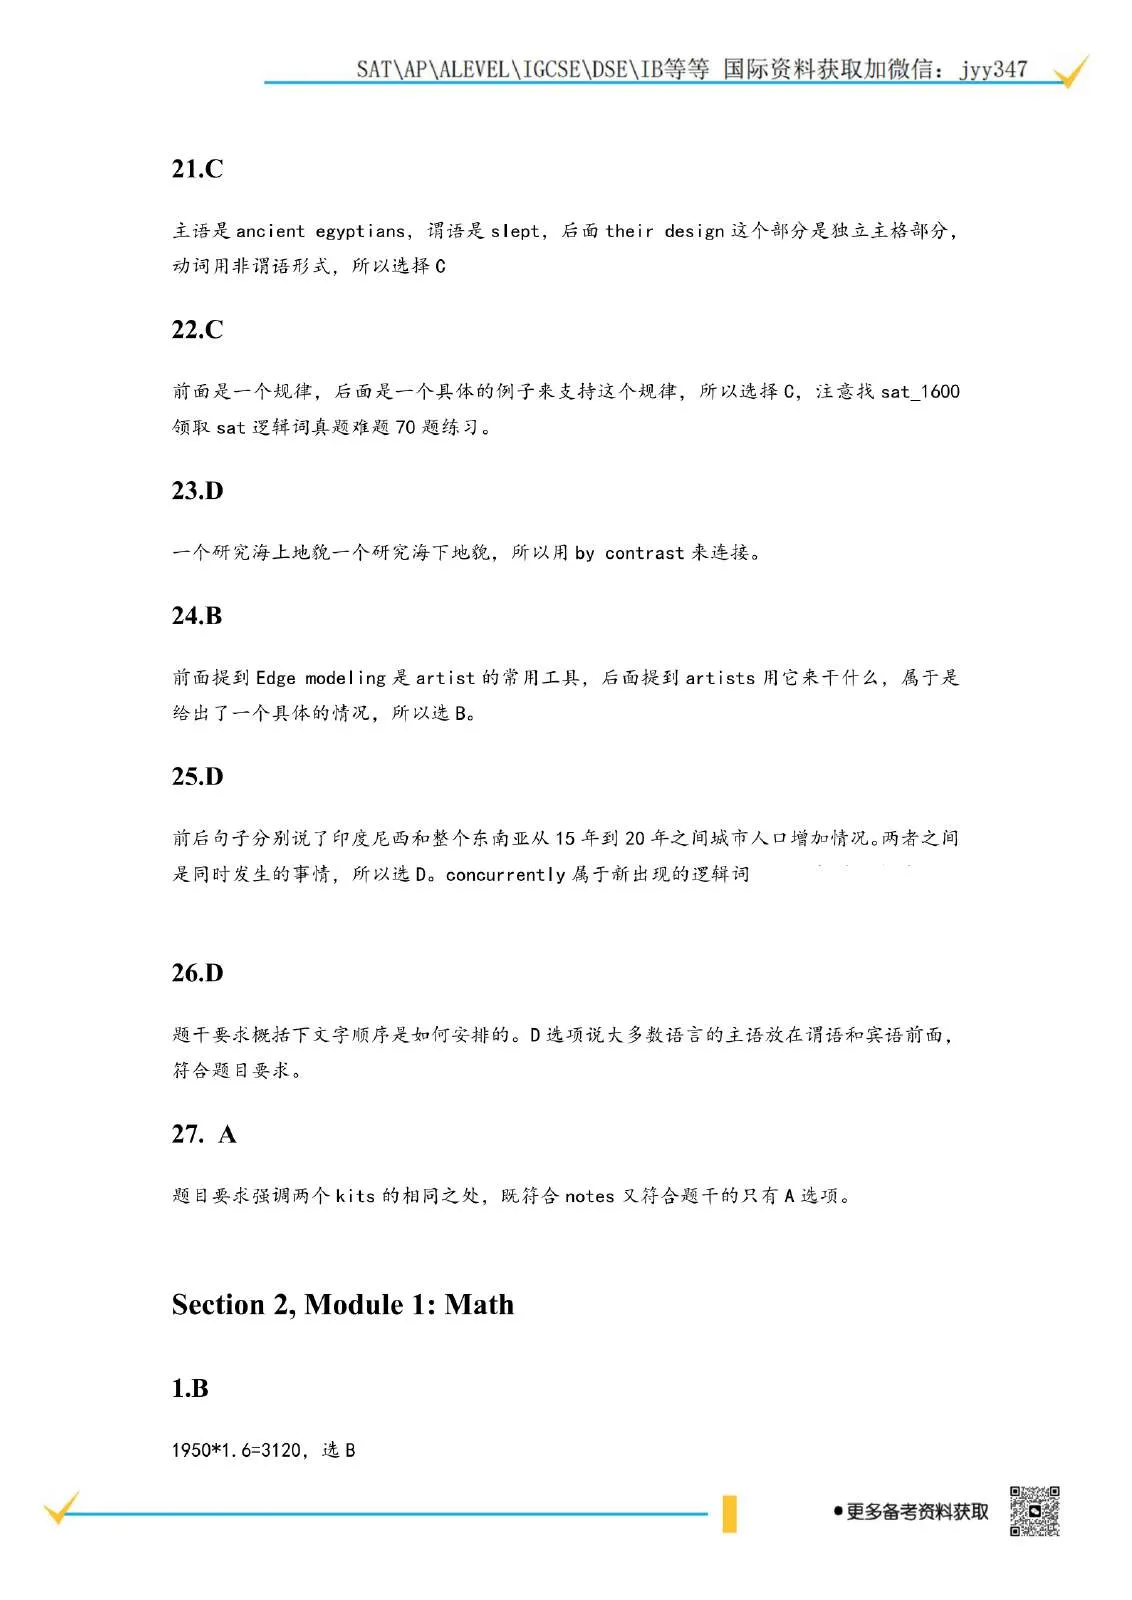 SAT\AP\ALEVEL\IGCSE\DSE\IB等等 国际资料获取加微信：jyy347
21.C
主语是 ancient egyptians，谓语是 slept，后面 their design 这个部分是独立主格部分，
动词用非谓语形式，所以选择 C
22.C
前面是一个规律，后面是一个具体的例子来支持这个规律，所以选择 C，注意找 sat_1600
领取 sat 逻辑词真题难题 70 题练习。
23.D
一个研究海上地貌一个研究海下地貌，所以用 by contrast 来连接。
24.B
前面提到 Edge modeling 是 artist 的常用工具，后面提到 artists 用它来干什么，属于是
给出了一个具体的情况，所以选 B。
25.D
前后句子分别说了印度尼西和整个东南亚从 15 年到 20 年之间城市人口增加情况。两者之间
是同时发生的事情，所以选 D。concurrently 属于新出现的逻辑词
26.D
题干要求概括下文字顺序是如何安排的。D 选项说大多数语言的主语放在谓语和宾语前面，
符合题目要求。
27. A
题目要求强调两个 kits 的相同之处，既符合 notes 又符合题干的只有 A 选项。
Section 2, Module 1: Math
1.B
1950*1.6=3120，选 B
•更多备考资料获取